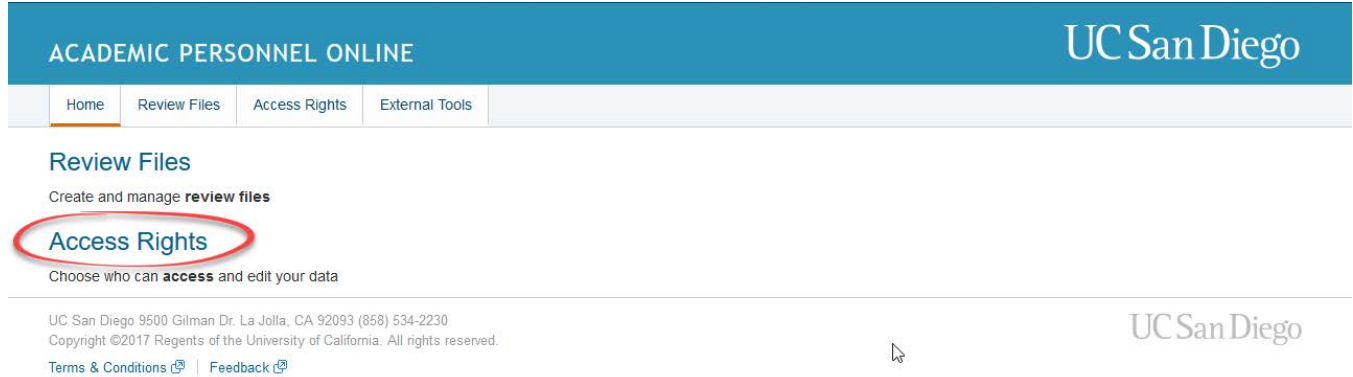 ACADEMIC PERSONNEL ONLINE
UC San Diego
Home Review Files Access Rights External Tools
Review Files
Create and manage review files
Access Rights
Choose who can access and edit your data
UC San Diego 9500 Gilman Dr. La Jolla, CA 92093 (858) 534-2230
Copyright ©2017 Regents of the University of California. All rights reserved.
Terms & Conditions | Feedback
UC San Diego